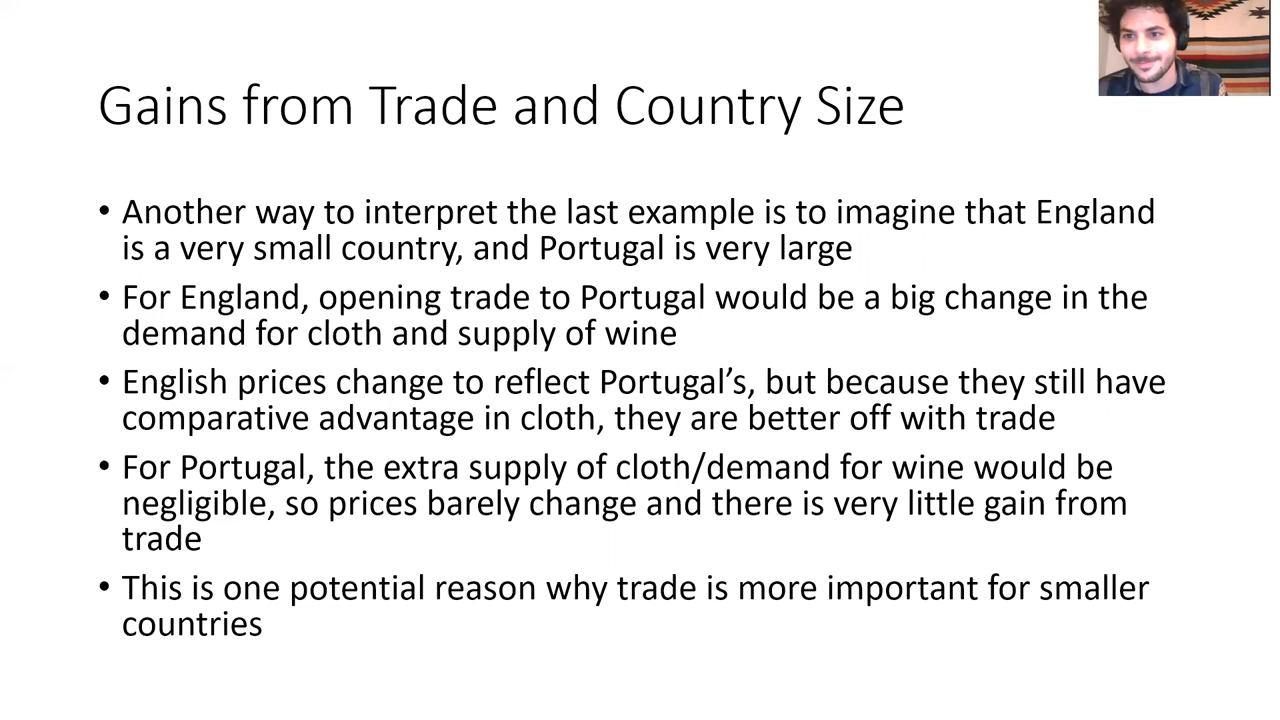 Gains from Trade and Country Size
• Another way to interpret the last example is to imagine that England
is a very small country, and Portugal is very large
• For England, opening trade to Portugal would be a big change in the
demand for cloth and supply of wine
• English prices change to reflect Portugal’s, but because they still have
comparative advantage in cloth, they are better off with trade
• For Portugal, the extra supply of cloth/demand for wine would be
negligible, so prices barely change and there is very little gain from
trade
• This is one potential reason why trade is more important for smaller
countries